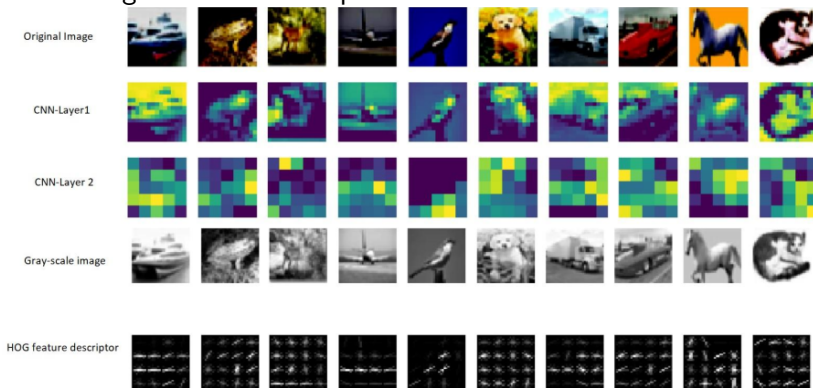 Original Image
CNN-Layer1
CNN-Layer 2
Gray-scale image
HOG feature descriptor